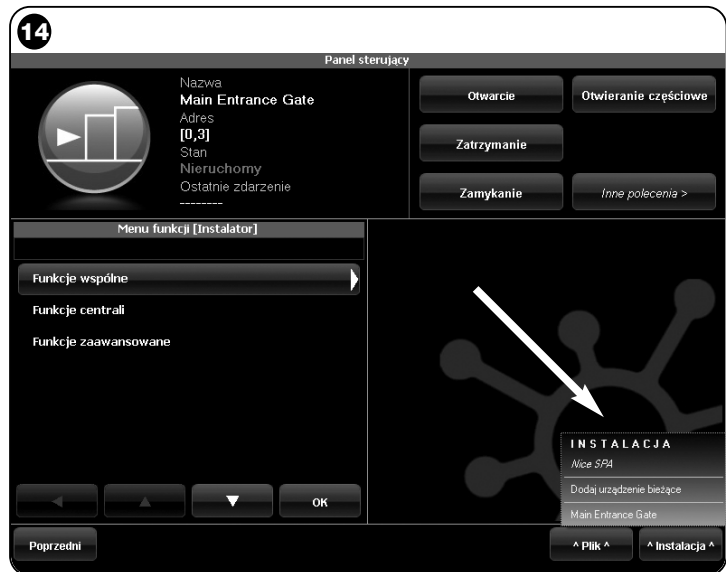 14
Panel sterujący
Nazwa
Main Entrance Gate
Adres
[0,3]
Stan
Nieruchomy
Ostatnie zdarzenie
--------
Otwarcie
Otwieranie częściowe
Zatrzymanie
Zamykanie
Inne polecenia >
Menu funkcji [Instalator]
Funkcje wspólne
Funkcje centrali
Funkcje zaawansowane
OK
INSTALACJA
Nice SPA
Dodaj urządzenie bieżące
Main Entrance Gate
Poprzedni
^ Plik ^
^ Instalacja ^